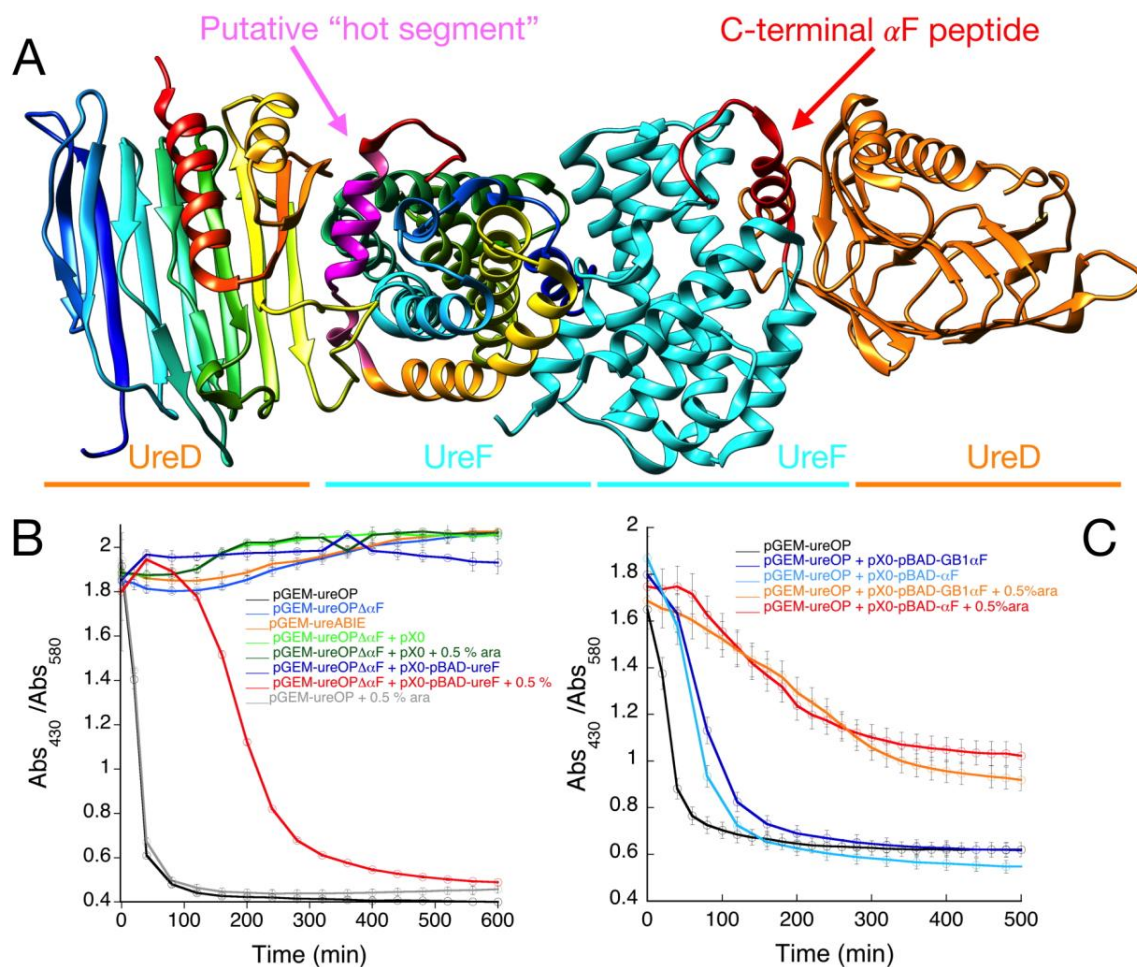 Putative "hot segment"
C-terminal αF peptide
A
UreD
UreF
UreF
UreD
B
C
pGEM-ureOP
pGEM-ureOPΔαF
pGEM-ureABIE
pGEM-ureOPΔαF + pX0
pGEM-ureOPΔαF + pX0 + 0.5 % ara
pGEM-ureOPΔαF + pX0-pBAD-ureF
pGEM-ureOPΔαF + pX0-pBAD-ureF + 0.5 %
pGEM-ureOP + 0.5 % ara
Abs430/Abs580
2
1.8
1.6
1.4
1.2
1
0.8
0.6
0.4
0
100
200
300
400
500
600
Time (min)
pGEM-ureOP
pGEM-ureOP + pX0-pBAD-GB1αF
pGEM-ureOP + pX0-pBAD-αF
pGEM-ureOP + pX0-pBAD-GB1αF + 0.5%ara
pGEM-ureOP + pX0-pBAD-αF + 0.5%ara
Abs430/Abs580
2
1.8
1.6
1.4
1.2
1
0.8
0.6
0.4
0
100
200
300
400
500
Time (min)